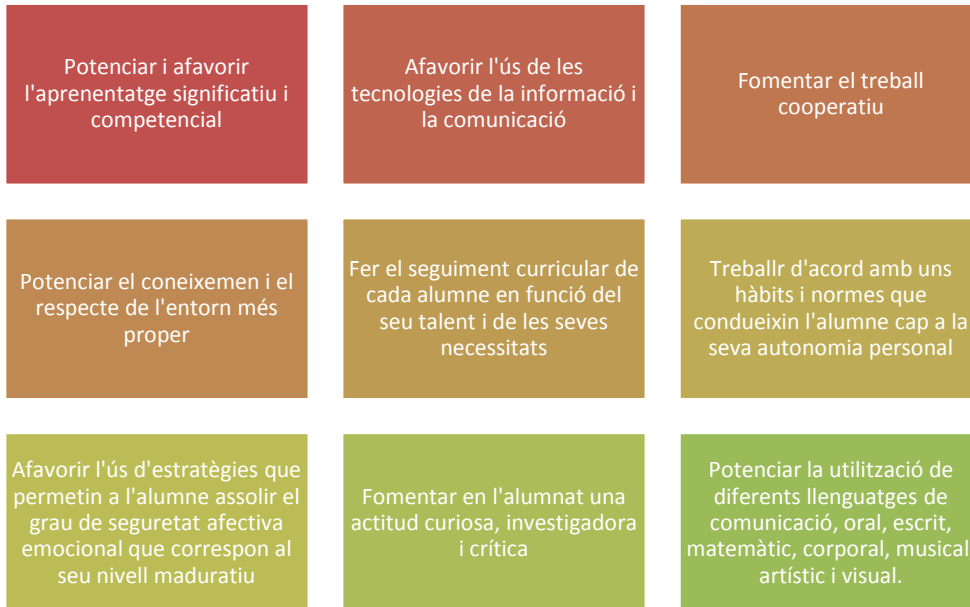 Potenciar i afavorir
l'aprenentatge significatiu i
competencial
Afavorir l'ús de les
tecnologies de la informació i
la comunicació
Fomentar el treball
cooperatiu
Potenciar el coneixemen i el
respecte de l'entorn més
proper
Fer el seguiment curricular de
cada alumne en funció del
seu talent i de les seves
necessitats
Treballr d'acord amb uns
hàbits i normes que
condueixin l'alumne cap a la
seva autonomia personal
Afavorir l'ús d'estratègies que
permetin a l'alumne assolir el
grau de seguretat afectiva
emocional que correspon al
seu nivell maduratiu
Fomentar en l'alumnat una
actitud curiosa, investigadora
i crítica
Potenciar la utilització de
diferents llenguatges de
comunicació, oral, escrit,
matemàtic, corporal, musical
artístic i visual.